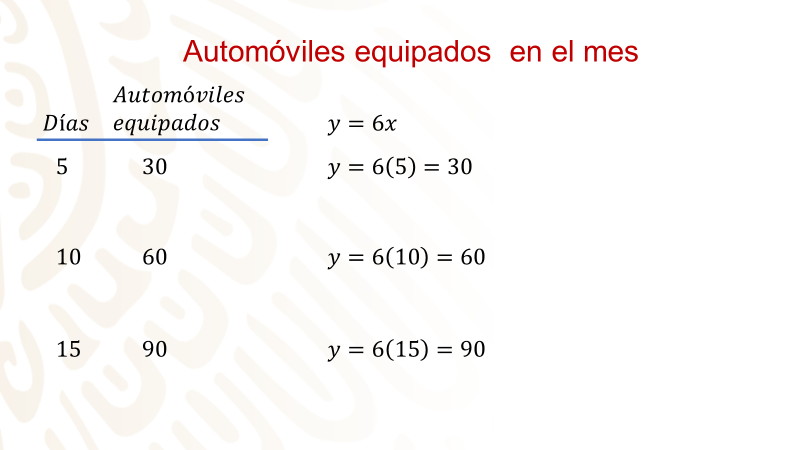 Automóviles equipados  en el mes
Automóviles
Días equipados
y = 6x
5 30
y = 6(5) = 30
10 60
y = 6(10) = 60
15 90
y = 6(15) = 90